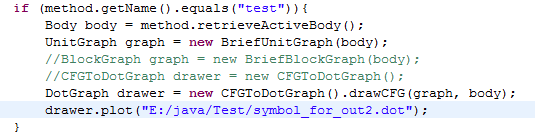 if (method.getName().equals("test")){
Body body = method.retrieveActiveBody();
UnitGraph graph = new BriefUnitGraph(body);
//BlockGraph graph = new BriefBlockGraph(body);
//CFGToDotGraph drawer = new CFGToDotGraph();
DotGraph drawer = new CFGToDotGraph().drawCFG(graph, body);
drawer.plot("E:/java/Test/symbol_for_out2.dot");
}